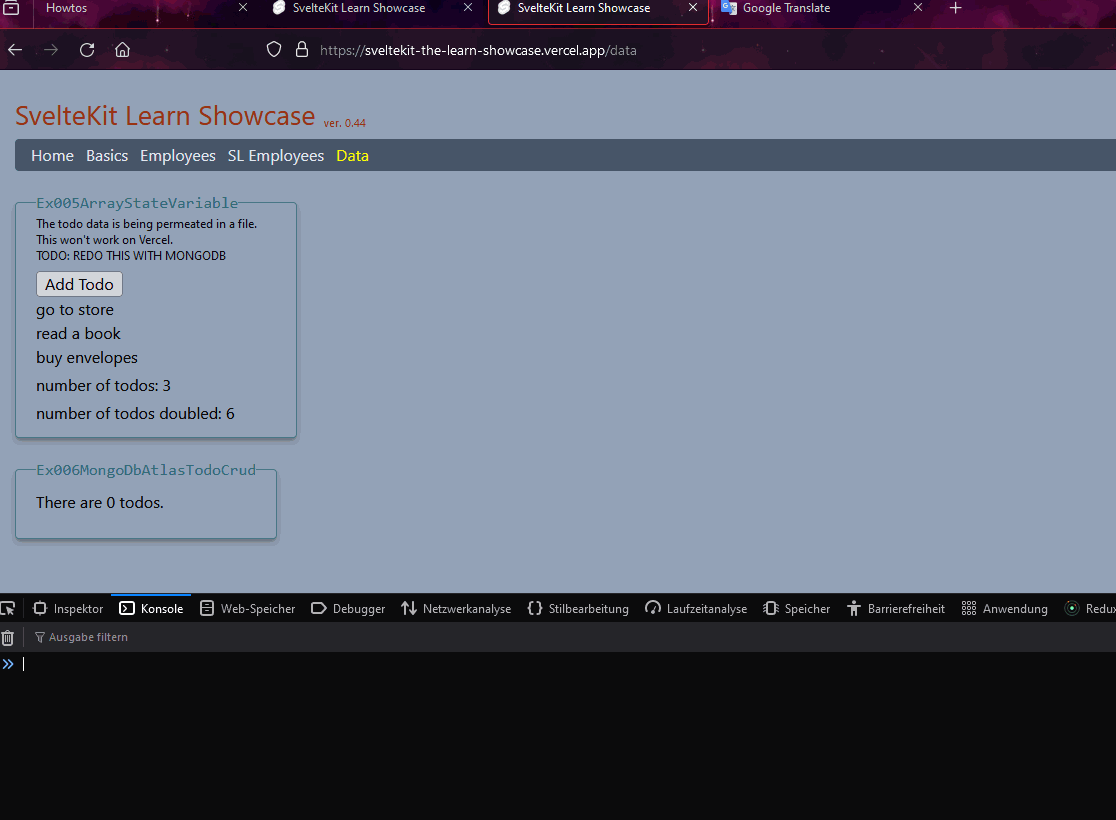 Howtos
SvelteKit Learn Showcase
SvelteKit Learn Showcase
Google Translate
https://sveltekit-the-learn-showcase.vercel.app/data
SvelteKit Learn Showcase ver. 0.44
Home Basics Employees SL Employees Data
Ex005ArrayStateVariable
The todo data is being permeated in a file.
This won't work on Vercel.
TODO: REDO THIS WITH MONGODB
Add Todo
go to store
read a book
buy envelopes
number of todos: 3
number of todos doubled: 6
Ex006MongoDbAtlasTodoCrud
There are 0 todos.
Inspektor Konsole Web-Speicher Debugger Netzwerkanalyse Stilbearbeitung Laufzeitanalyse Speicher Barrierefreiheit Anwendung Redux
Ausgabe filtern